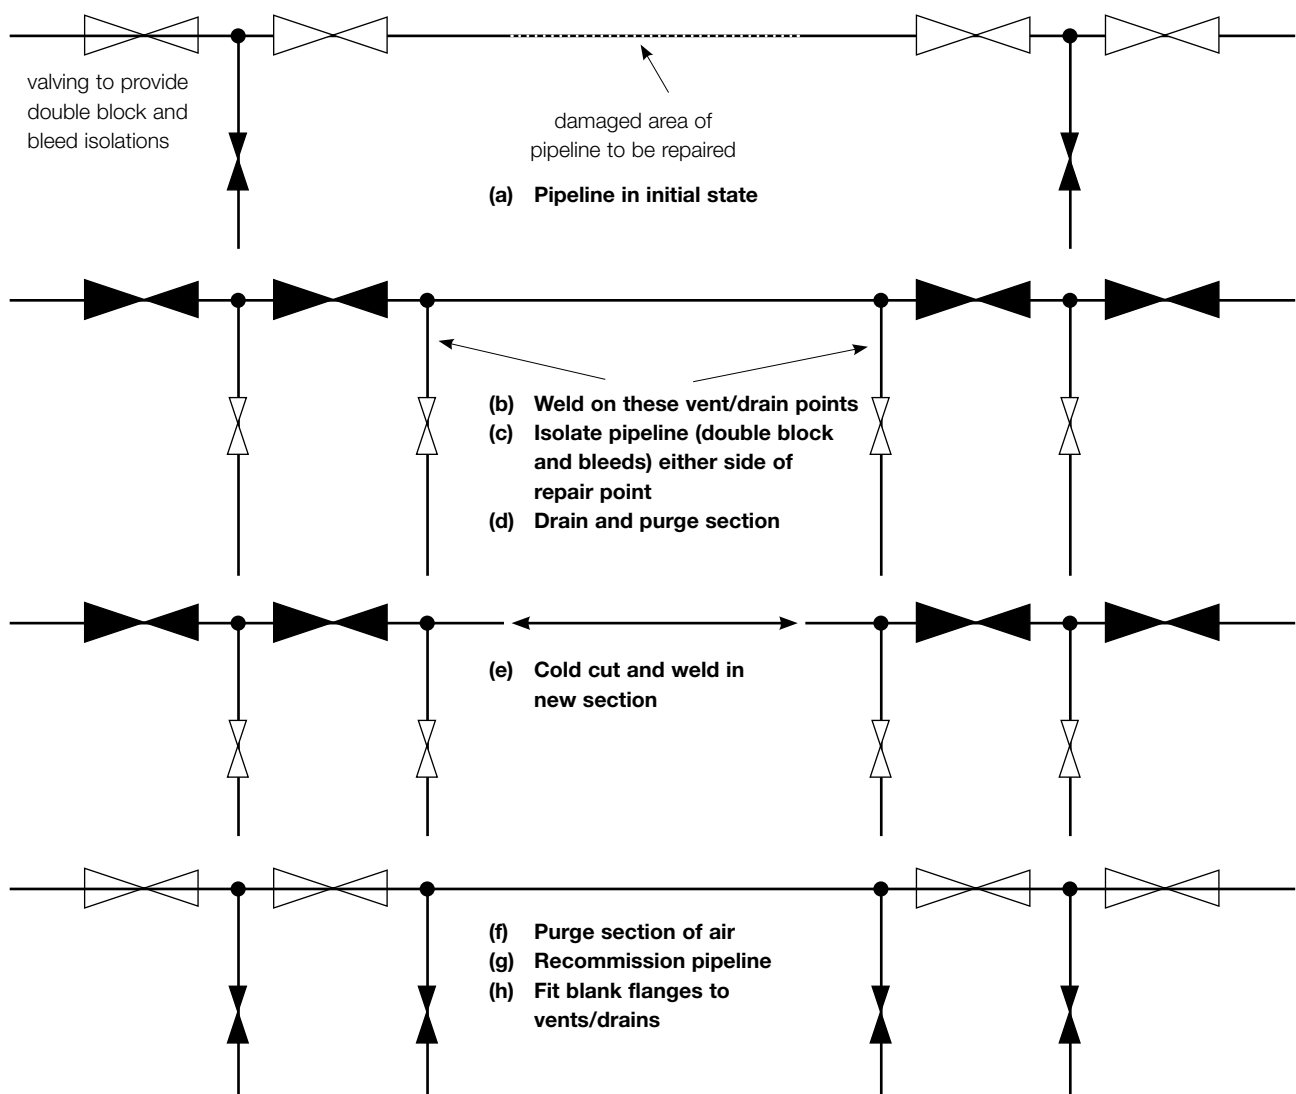 valving to provide
double block and
bleed isolations
damaged area of
pipeline to be repaired
(a) Pipeline in initial state
(b) Weld on these vent/drain points
(c) Isolate pipeline (double block
and bleeds) either side of
repair point
(d) Drain and purge section
(e) Cold cut and weld in
new section
(f) Purge section of air
(g) Recommission pipeline
(h) Fit blank flanges to
vents/drains